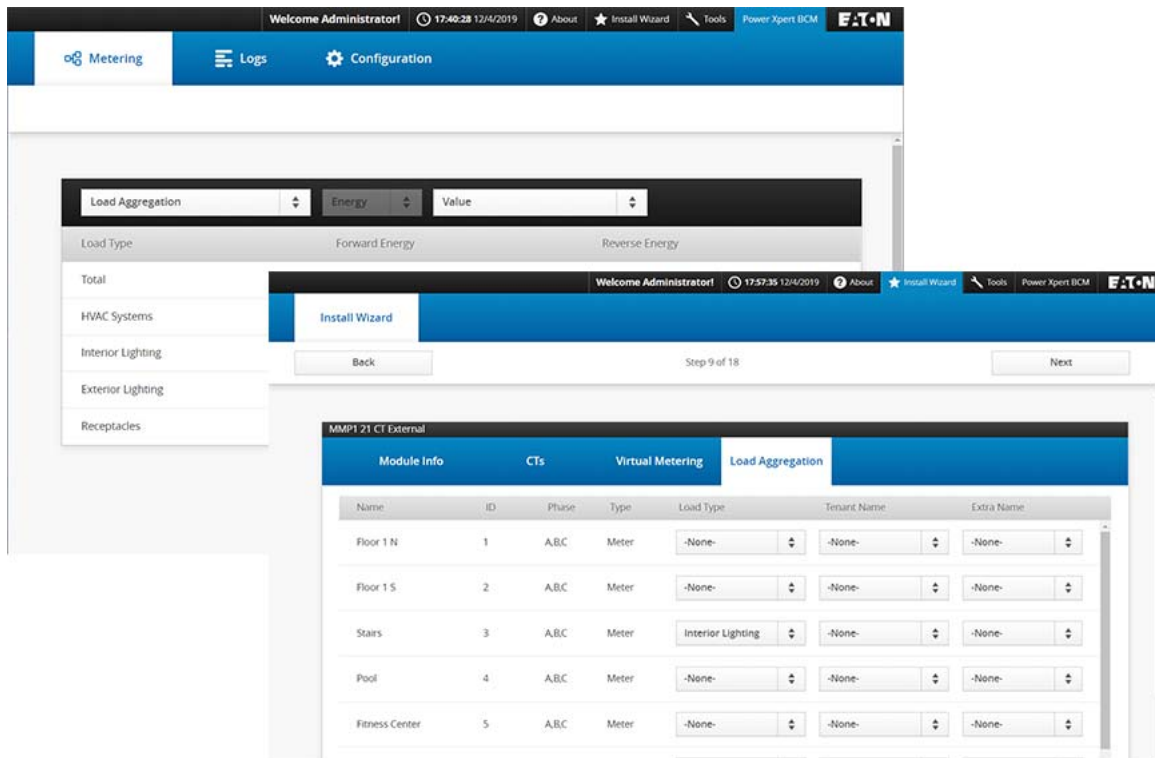 Welcome Administrator! 17:40:28 12/4/2019 About Install Wizard Tools Power Xpert BCM EATON
Metering Logs Configuration
Load Aggregation Energy Value
Load Type Forward Energy Reverse Energy
Total
HVAC Systems
Interior Lighting
Exterior Lighting
Receptacles
Welcome Administrator! 17:57:35 12/4/2019 About Install Wizard Tools Power Xpert BCM EATON
Install Wizard
Back Step 9 of 18 Next
MMP1 21 CT External
Module Info CTs Virtual Metering Load Aggregation
Name ID Phase Type Load Type Tenant Name Extra Name
Floor 1 N 1 A,B,C Meter -None- -None- -None-
Floor 1 S 2 A,B,C Meter -None- -None- -None-
Stairs 3 A,B,C Meter Interior Lighting -None- -None-
Pool 4 A,B,C Meter -None- -None- -None-
Fitness Center 5 A,B,C Meter -None- -None- -None-